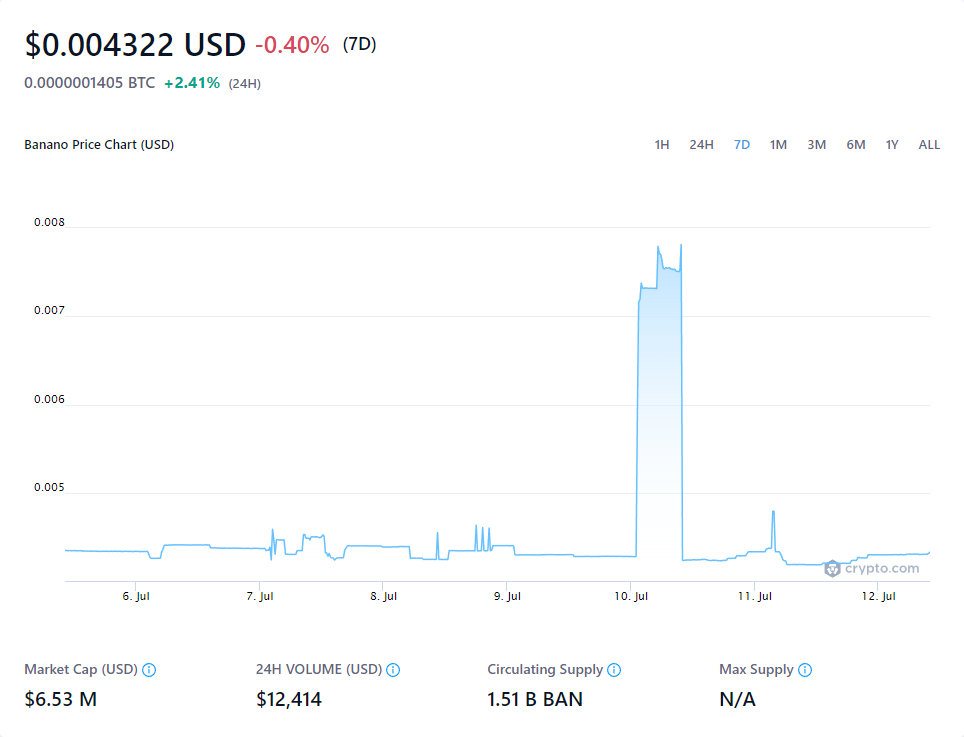 $0.004322 USD -0.40% (7D)
0.0000001405 BTC +2.41% (24H)
Banano Price Chart (USD) 1H 24H 7D 1M 3M 6M 1Y ALL
0.008
0.007
0.006
0.005
crypto.com
6. Jul 7. Jul 8. Jul 9. Jul 10. Jul 11. Jul 12. Jul
Market Cap (USD) 24H VOLUME (USD) Circulating Supply Max Supply
$6.53 M $12,414 1.51 B BAN N/A